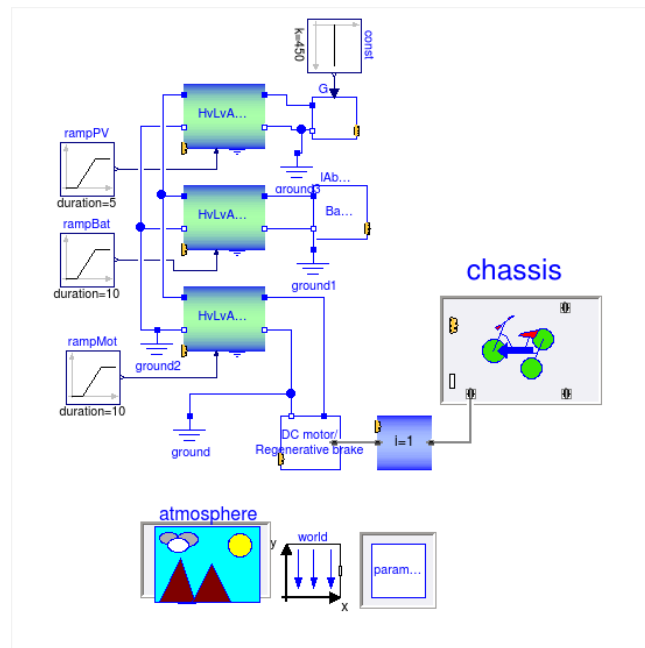 const
k=450
G
HvLvA...
rampPV
duration=5
ground3
IAb...
HvLvA...
Ba...
rampBat
duration=10
ground1
chassis
HvLvA...
rampMot
ground2
duration=10
ground
DC motor/
Regenerative brake
i=1
atmosphere
y
world
x
param...